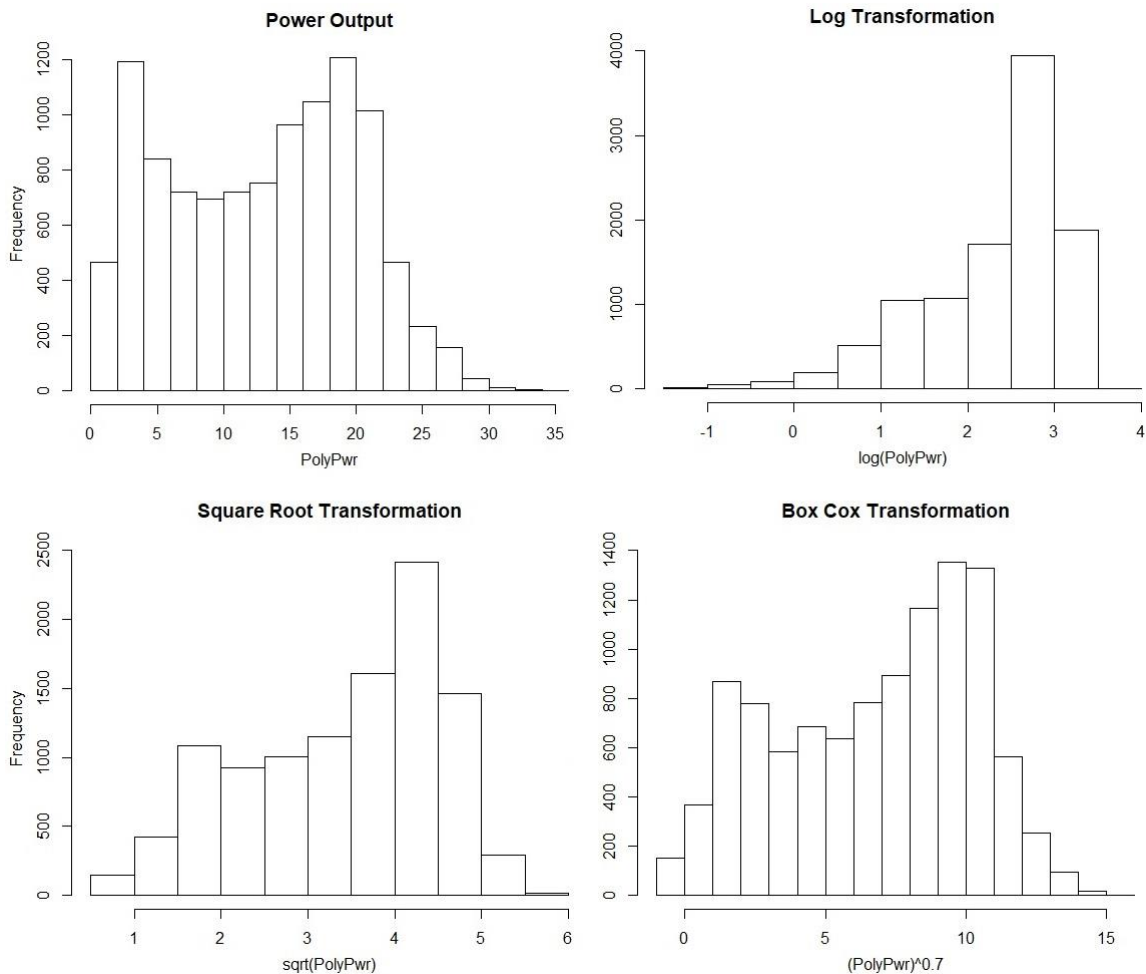 Power Output
Frequency
1200
1000
800
600
400
200
0
0 5 10 15 20 25 30 35
PolyPwr
Log Transformation
4000
3000
2000
1000
0
-1 0 1 2 3 4
log(PolyPwr)
Square Root Transformation
Frequency
2500
2000
1500
1000
500
0
1 2 3 4 5 6
sqrt(PolyPwr)
Box Cox Transformation
1400
1200
1000
800
600
400
200
0
0 5 10 15
(PolyPwr)^0.7